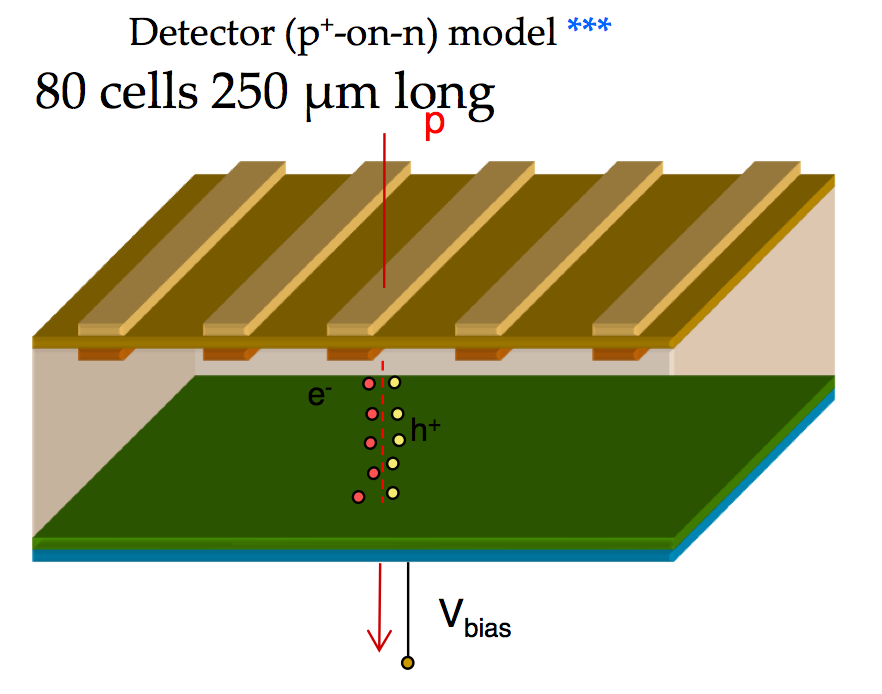 Detector (p⁺-on-n) model ***
80 cells 250 µm long
p
e⁻
h⁺
V_bias